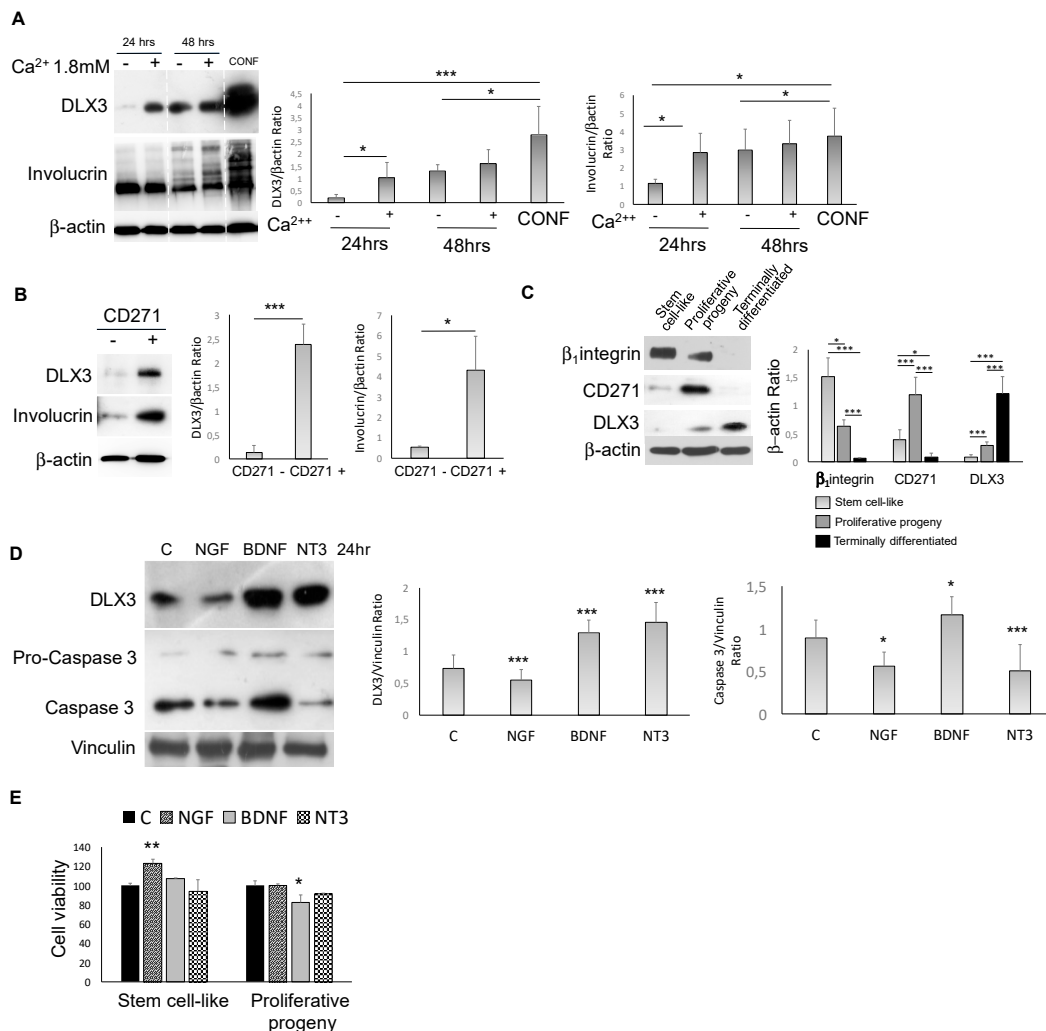 A
24 hrs 48 hrs
Ca2+ 1.8mM - + - + CONF
DLX3
Involucrin
β-actin
DLX3/βactin Ratio
4,5
4
3,5
3
2,5
2
1,5
1
0,5
0
***
*
*
Ca2++ - + - + CONF
24hrs 48hrs
Involucrin/βactin
Ratio
7
6
5
4
3
2
1
0
*
*
*
Ca2++ - + - + CONF
24hrs 48hrs
B
CD271
- +
DLX3
Involucrin
β-actin
DLX3/βactin Ratio
3
2,5
2
1,5
1
0,5
0
***
CD271 - CD271 +
Involucrin/βactin Ratio
8
6
4
2
0
*
CD271 - CD271 +
C
Stem
cell-like
Proliferative
progeny
Terminally
differentiated
β1integrin
CD271
DLX3
β-actin
β-actin Ratio
2
1,5
1
0,5
0
*
***
***
*
*** ***
***
***
***
β1integrin CD271 DLX3
Stem cell-like
Proliferative progeny
Terminally differentiated
D
C NGF BDNF NT3 24hr
DLX3
Pro-Caspase 3
Caspase 3
Vinculin
DLX3/Vinculin Ratio
2
1,5
1
0,5
0
*** *** ***
C NGF BDNF NT3
Caspase 3/Vinculin
Ratio
1,5
1
0,5
0
* * ***
C NGF BDNF NT3
E
C NGF BDNF NT3
Cell viability
140
120
100
80
60
40
20
0
** *
Stem cell-like Proliferative
progeny